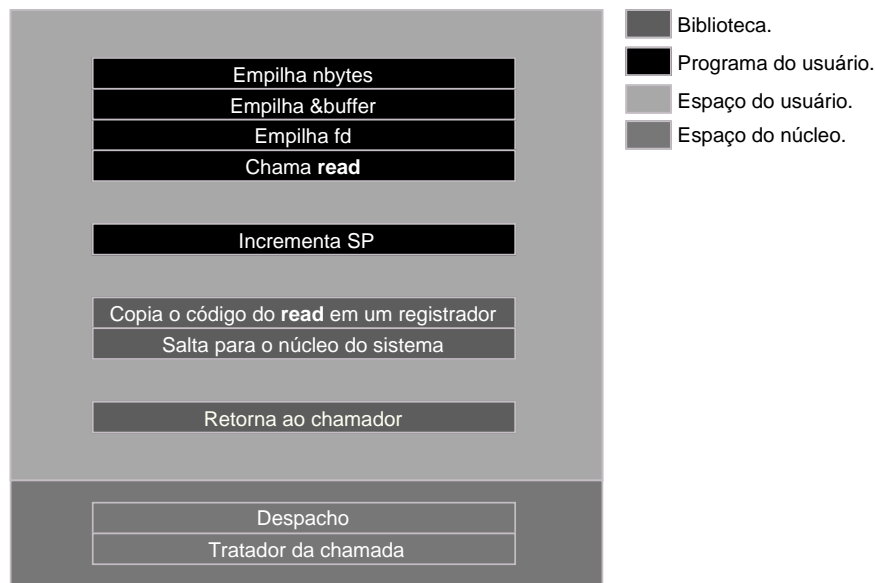 Empilha nbytes
Empilha &buffer
Empilha fd
Chama read
Incrementa SP
Copia o código do read em um registrador
Salta para o núcleo do sistema
Retorna ao chamador
Despacho
Tratador da chamada
Biblioteca.
Programa do usuário.
Espaço do usuário.
Espaço do núcleo.